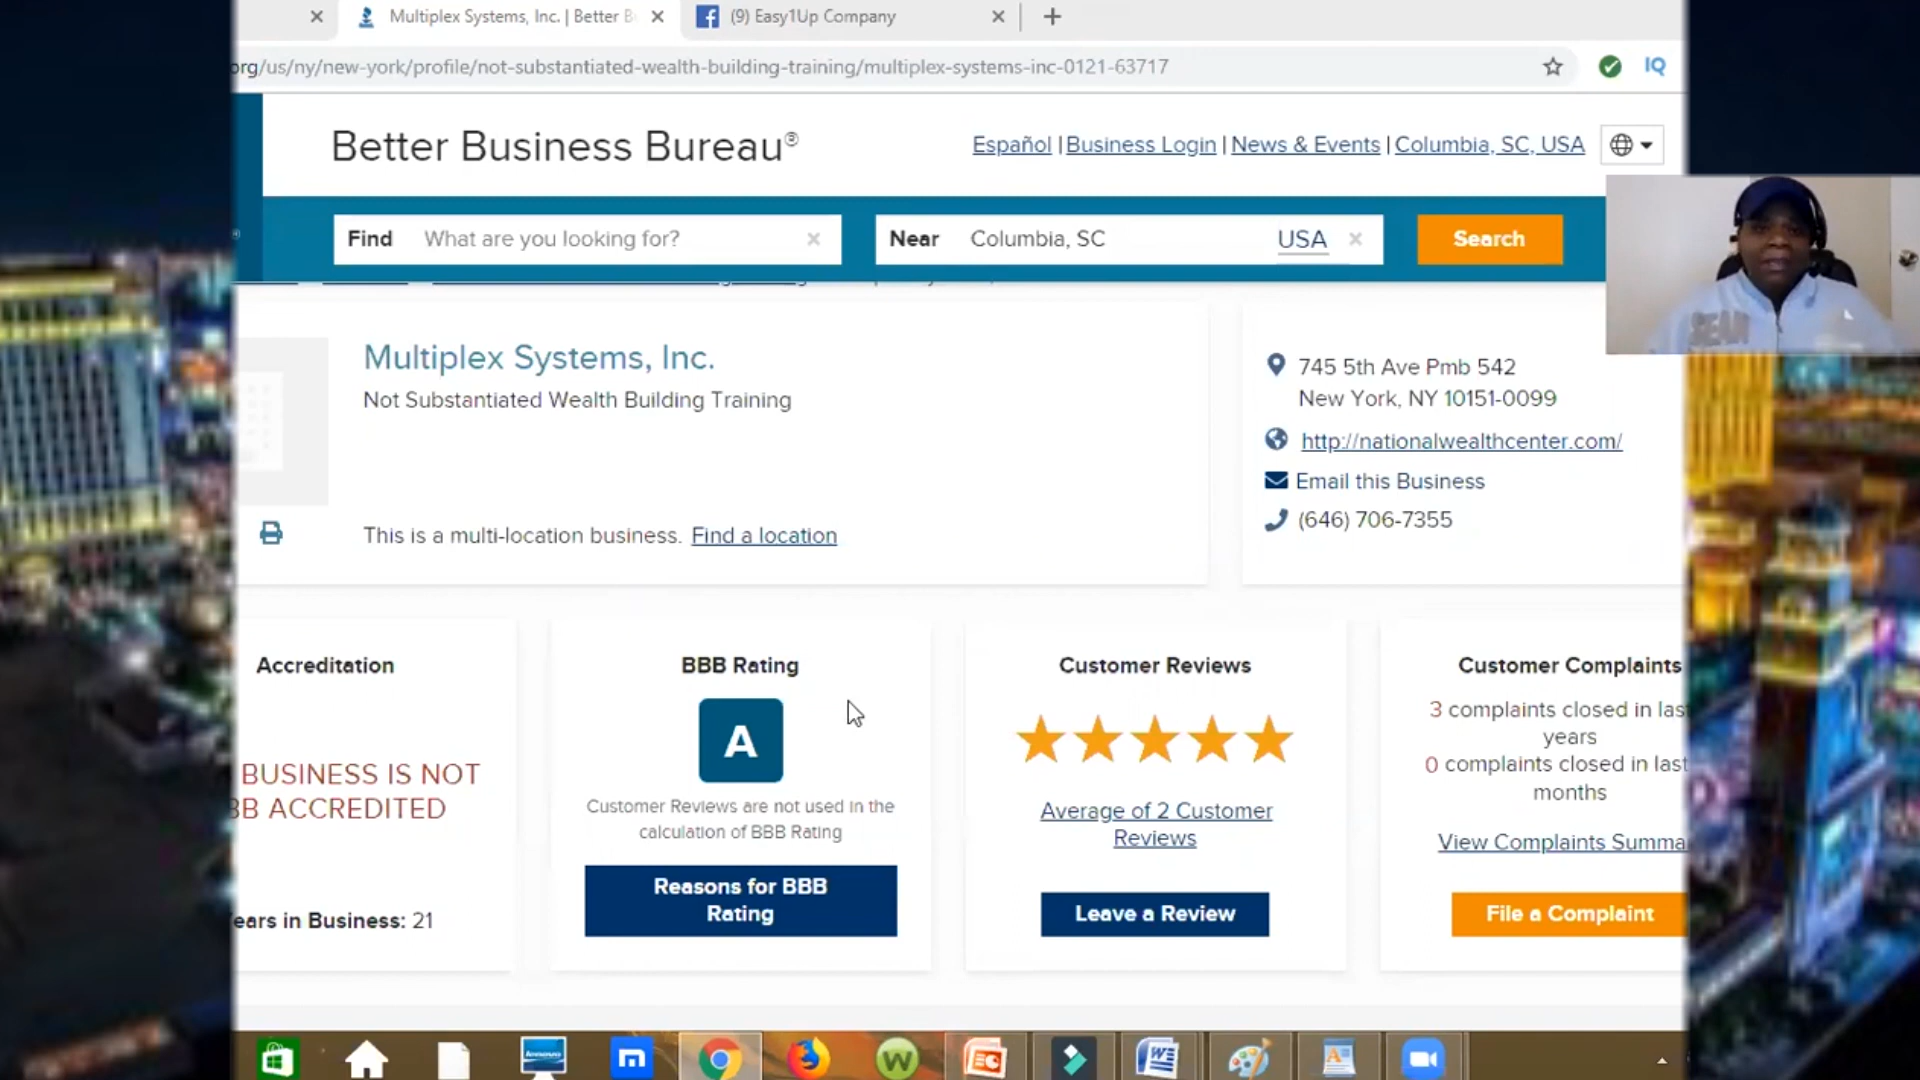 Multiplex Systems, Inc. | Better B
(9) Easy1Up Company
org/us/ny/new-york/profile/not-substantiated-wealth-building-training/multiplex-systems-inc-0121-63717
IQ
Better Business Bureau®
Español | Business Login | News & Events | Columbia, SC, USA
Find What are you looking for?
Near Columbia, SC USA
Search
Multiplex Systems, Inc.
Not Substantiated Wealth Building Training
This is a multi-location business. Find a location
745 5th Ave Pmb 542
New York, NY 10151-0099
http://nationalwealthcenter.com/
Email this Business
(646) 706-7355
Accreditation
BUSINESS IS NOT
BB ACCREDITED
ears in Business: 21
BBB Rating
A
Customer Reviews are not used in the
calculation of BBB Rating
Reasons for BBB
Rating
Customer Reviews
Average of 2 Customer
Reviews
Leave a Review
Customer Complaints
3 complaints closed in las
years
0 complaints closed in last
months
View Complaints Summa
File a Complaint
SEAN
lenovo